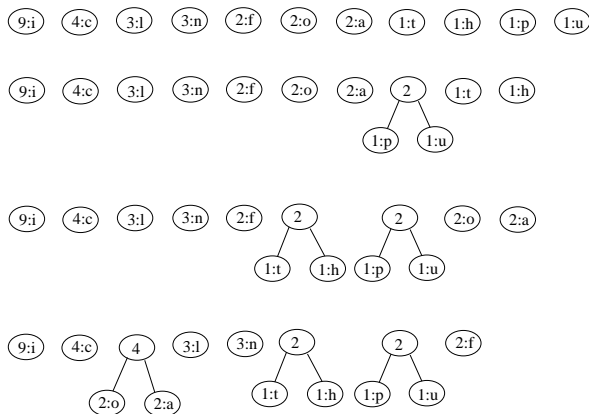 9:i 4:c 3:l 3:n 2:f 2:o 2:a 1:t 1:h 1:p 1:u
9:i 4:c 3:l 3:n 2:f 2:o 2:a 2 1:t 1:h
1:p 1:u
9:i 4:c 3:l 3:n 2:f 2 2 2:o 2:a
1:t 1:h 1:p 1:u
9:i 4:c 4 3:l 3:n 2 2 2:f
2:o 2:a 1:t 1:h 1:p 1:u